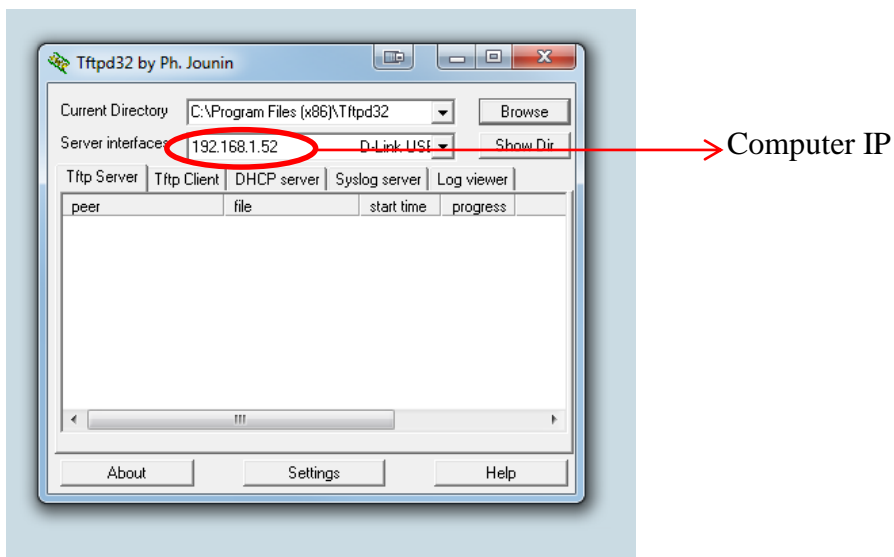 Tftpd32 by Ph. Jounin
Current Directory C:\Program Files (x86)\Tftpd32 Browse
Server interfaces 192.168.1.52 D-Link USE Show Dir
Computer IP
Tftp Server Tftp Client DHCP server Syslog server Log viewer
peer file start time progress
About Settings Help